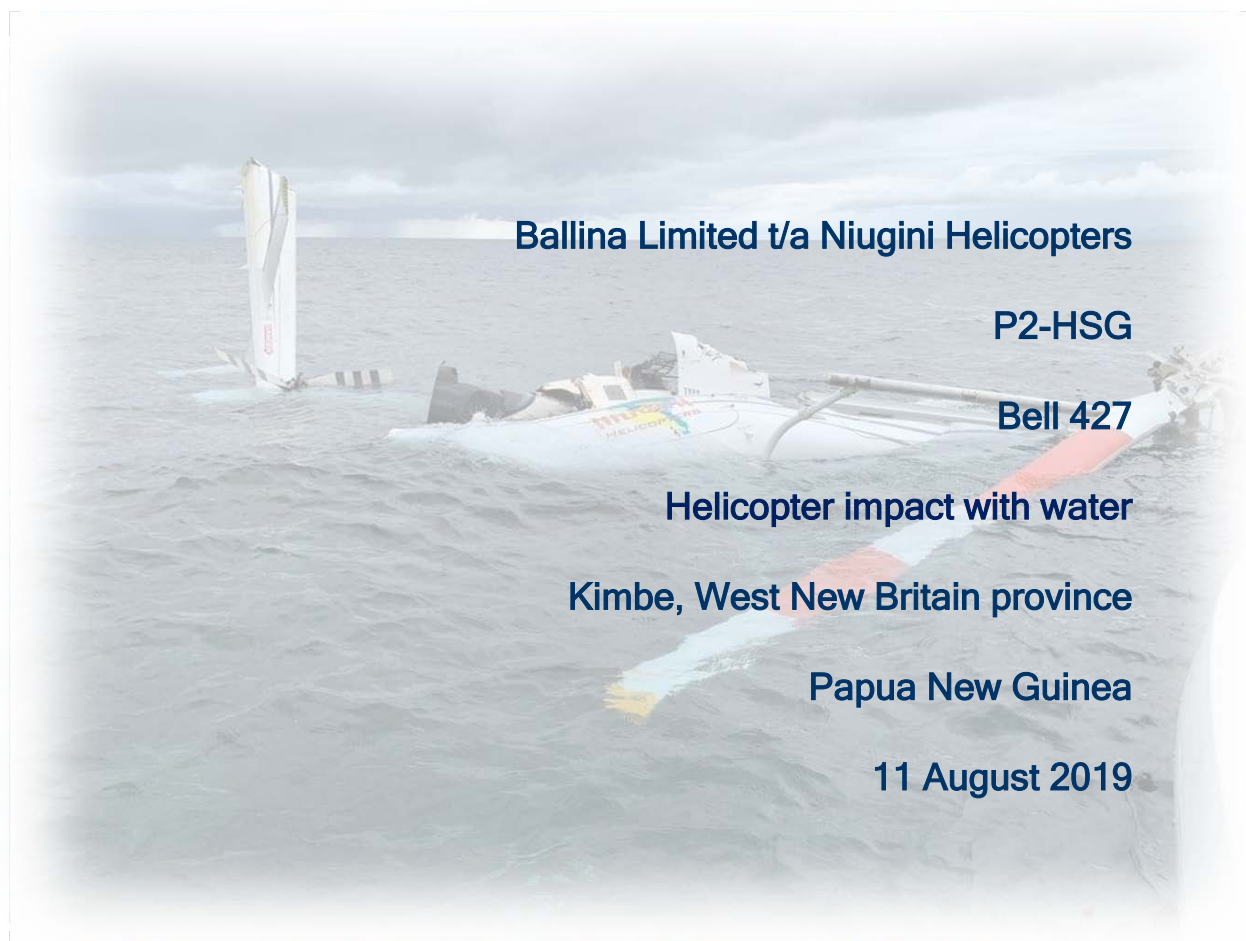 Ballina Limited t/a Niugini Helicopters
P2-HSG
Bell 427
Helicopter impact with water
Kimbe, West New Britain province
Papua New Guinea
11 August 2019